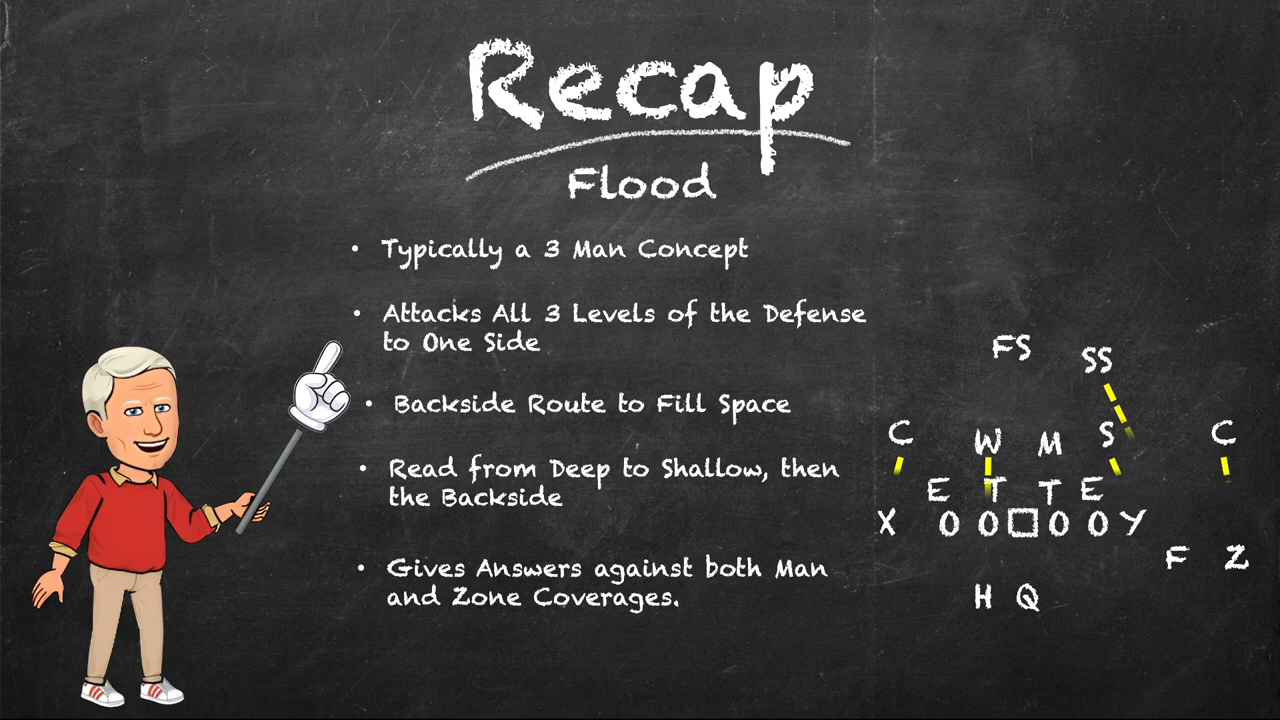 Recap
Flood
• Typically a 3 Man Concept
• Attacks All 3 Levels of the Defense
to One Side
• Backside Route to Fill Space
• Read from Deep to Shallow, then
the Backside
• Gives Answers against both Man
and Zone Coverages.
FS SS
C W M S C
E T T E
X O O O O Y
F Z
H Q